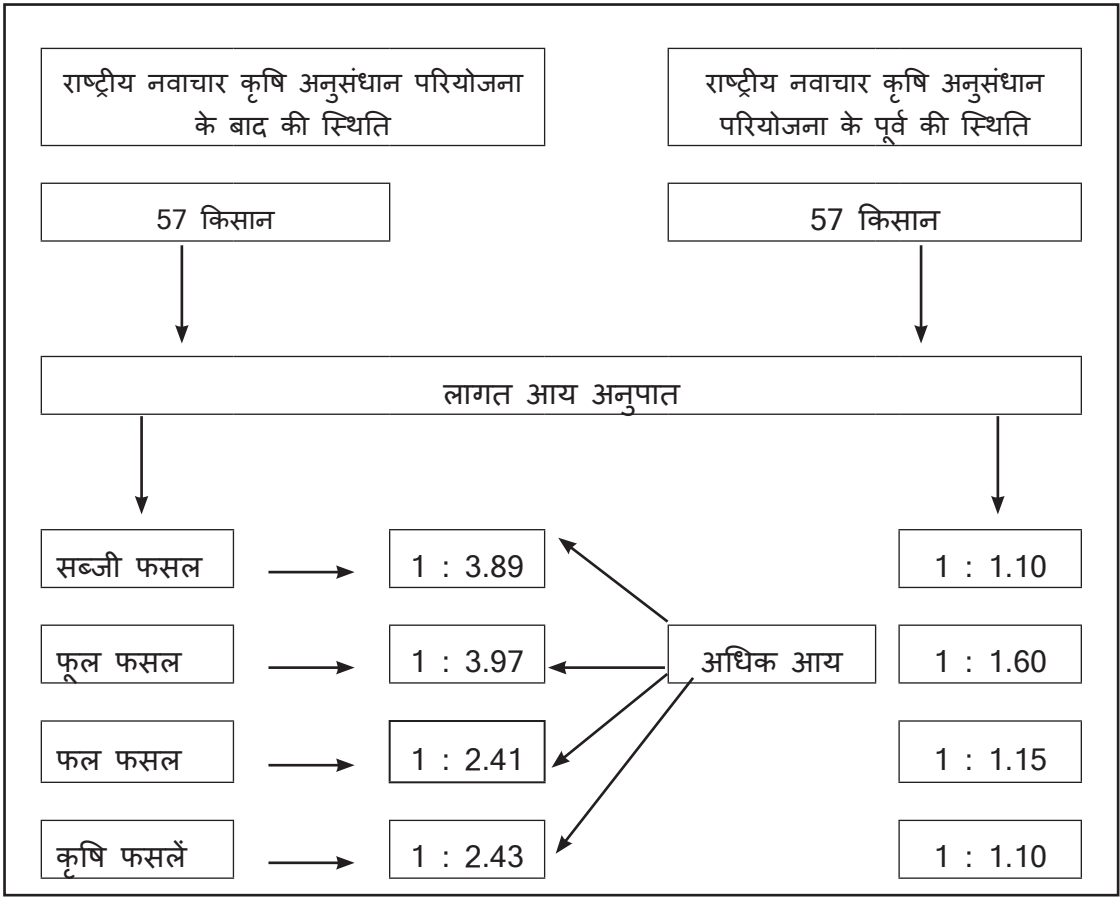 राष्ट्रीय नवाचार कृषि अनुसंधान परियोजना
के बाद की स्थिति
राष्ट्रीय नवाचार कृषि अनुसंधान
परियोजना के पूर्व की स्थिति
57 किसान
57 किसान
लागत आय अनुपात
सब्जी फसल
1 : 3.89
1 : 1.10
फूल फसल
1 : 3.97
अधिक आय
1 : 1.60
फल फसल
1 : 2.41
1 : 1.15
कृषि फसलें
1 : 2.43
1 : 1.10